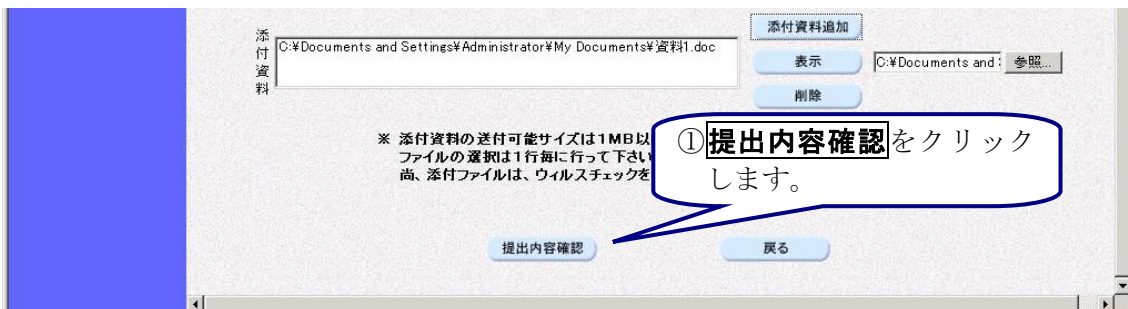 添付資料
C:¥Documents and Settings¥Administrator¥My Documents¥資料1.doc
添付資料追加
表示
C:¥Documents and
参照...
削除
※ 添付資料の送付可能サイズは1MB以
ファイルの選択は1行毎に行って下さい
尚、添付ファイルは、ウィルスチェックを
①提出内容確認をクリック
します。
提出内容確認
戻る